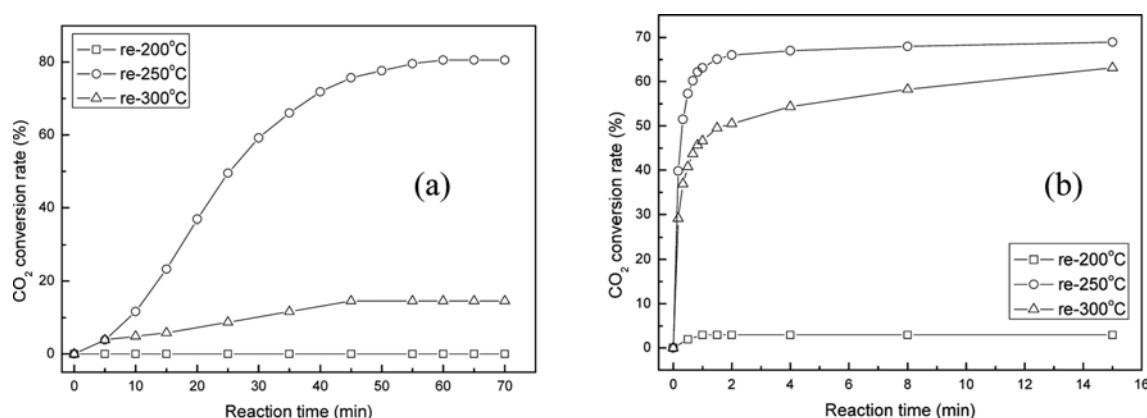 re-200°C
re-250°C
re-300°C
80
60
40
20
0
CO2 conversion rate (%)
(a)
0 10 20 30 40 50 60 70
Reaction time (min)
70
60
50
40
30
20
10
0
CO2 conversion rate (%)
(b)
re-200°C
re-250°C
re-300°C
0 2 4 6 8 10 12 14 16
Reaction time (min)